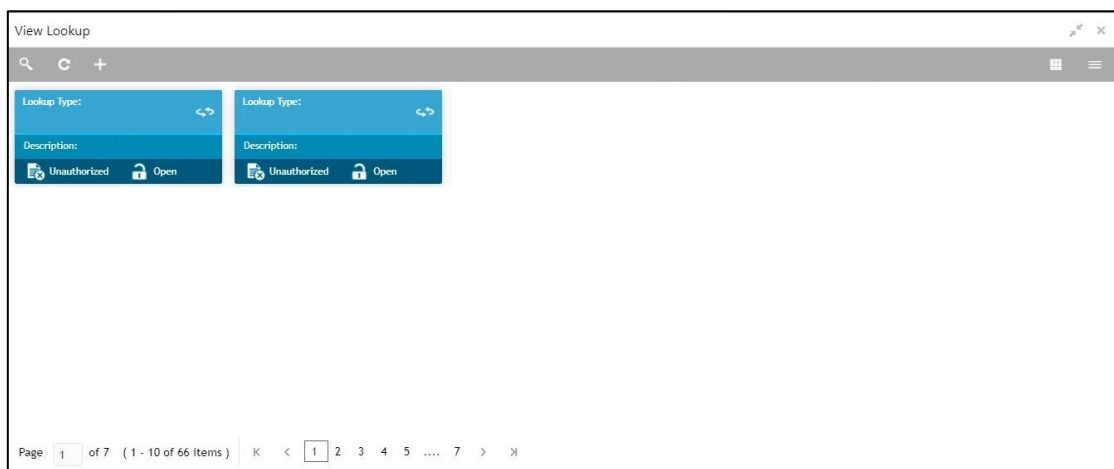 View Lookup
Lookup Type:
Lookup Type:
Description:
Description:
Unauthorized Open
Unauthorized Open
Page 1 of 7 ( 1 - 10 of 66 items ) 1 2 3 4 5 .... 7